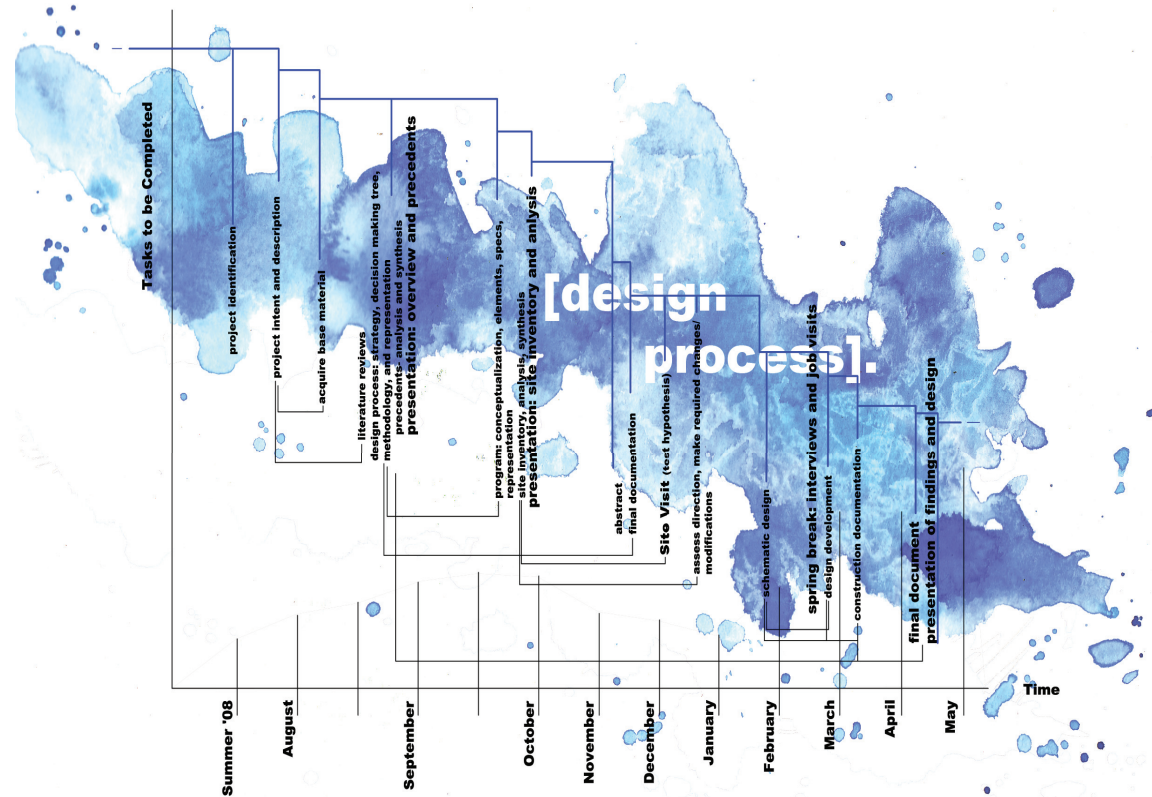 Tasks to be Completed
project identification
project intent and description
acquire base material
literature reviews
design process: strategy, decision making tree,
methodology, and representation
precedents- analysis and synthesis
presentation: overview and precedents
program: conceptualization, elements, specs,
representation
site inventory, analysis, synthesis
presentation: site inventory and anlysis
[design
process].
abstract
final documentation
Site Visit (test hypothesis)
assess direction, make required changes/
modifications
schematic design
spring break: interviews and job visits
design development
construction documentation
final document
presentation of findings and design
Time
Summer '08
August
September
October
November
December
January
February
March
April
May